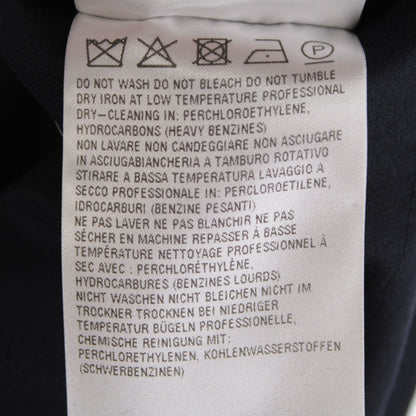 DO NOT WASH DO NOT BLEACH DO NOT TUMBLE
DRY IRON AT LOW TEMPERATURE PROFESSIONAL
DRY-CLEANING IN: PERCHLOROETHYLENE,
HYDROCARBONS (HEAVY BENZINES)
NON LAVARE NON CANDEGGIARE NON ASCIUGARE
IN ASCIUGABIANCHERIA A TAMBURO ROTATIVO
STIRARE A BASSA TEMPERATURA LAVAGGIO A
SECCO PROFESSIONALE IN: PERCLOROETILENE,
IDROCARBURI (BENZINE PESANTI)
NE PAS LAVER NE PAS BLANCHIR NE PAS
SÉCHER EN MACHINE REPASSER À BASSE
TEMPÉRATURE NETTOYAGE PROFESSIONNEL À
SEC AVEC : PERCHLORÉTHYLÈNE,
HYDROCARBURES (BENZINES LOURDS)
NICHT WASCHEN NICHT BLEICHEN NICHT IM
TROCKNER TROCKNEN BEI NIEDRIGER
TEMPERATUR BÜGELN PROFESSIONELLE,
CHEMISCHE REINIGUNG MIT:
PERCHLORETHYLENEN, KOHLENWASSERSTOFFEN
(SCHWERBENZINEN)